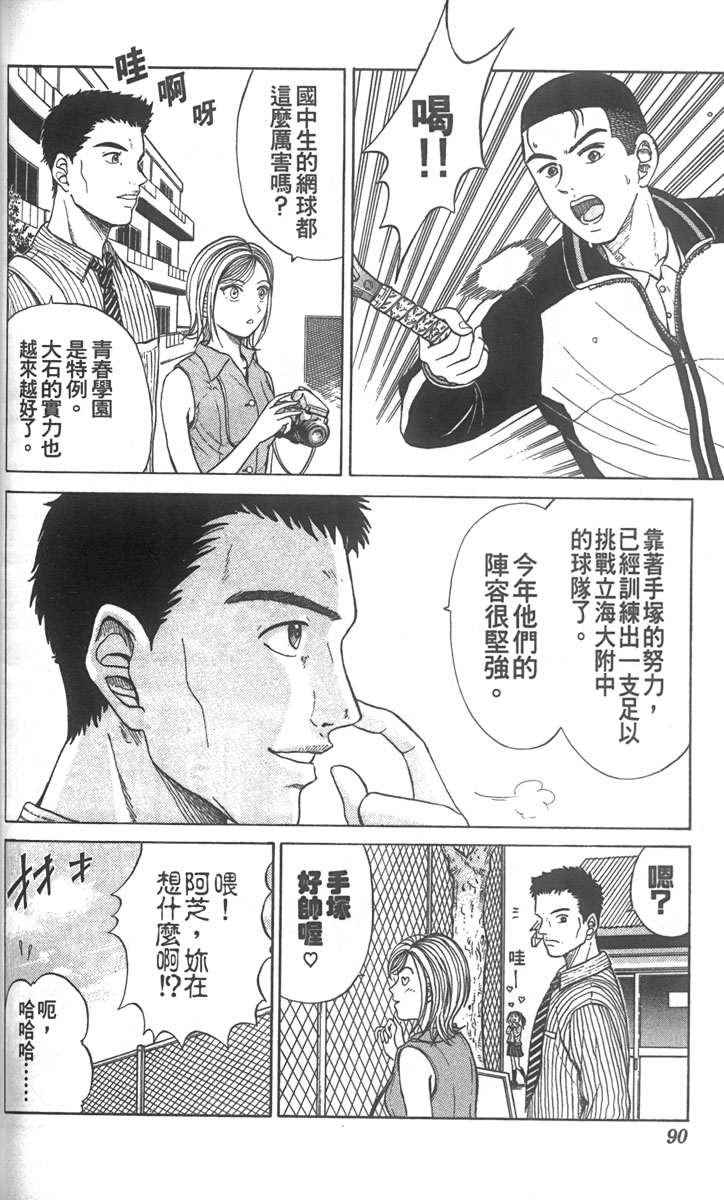 喝!!
國中生的網球都
這麼厲害嗎？
哇
啊
呀
青春學園
是特例。
大石的實力也
越來越好了。
靠著手塚的努力，
已經訓練出一支足以
挑戰立海大附中
的球隊了。
今年他們的
陣容很堅強。
嗯？
哇—
手塚
好帥喔♡
喂！
阿芝，妳在
想什麼啊!?
呃，
哈哈哈……
90